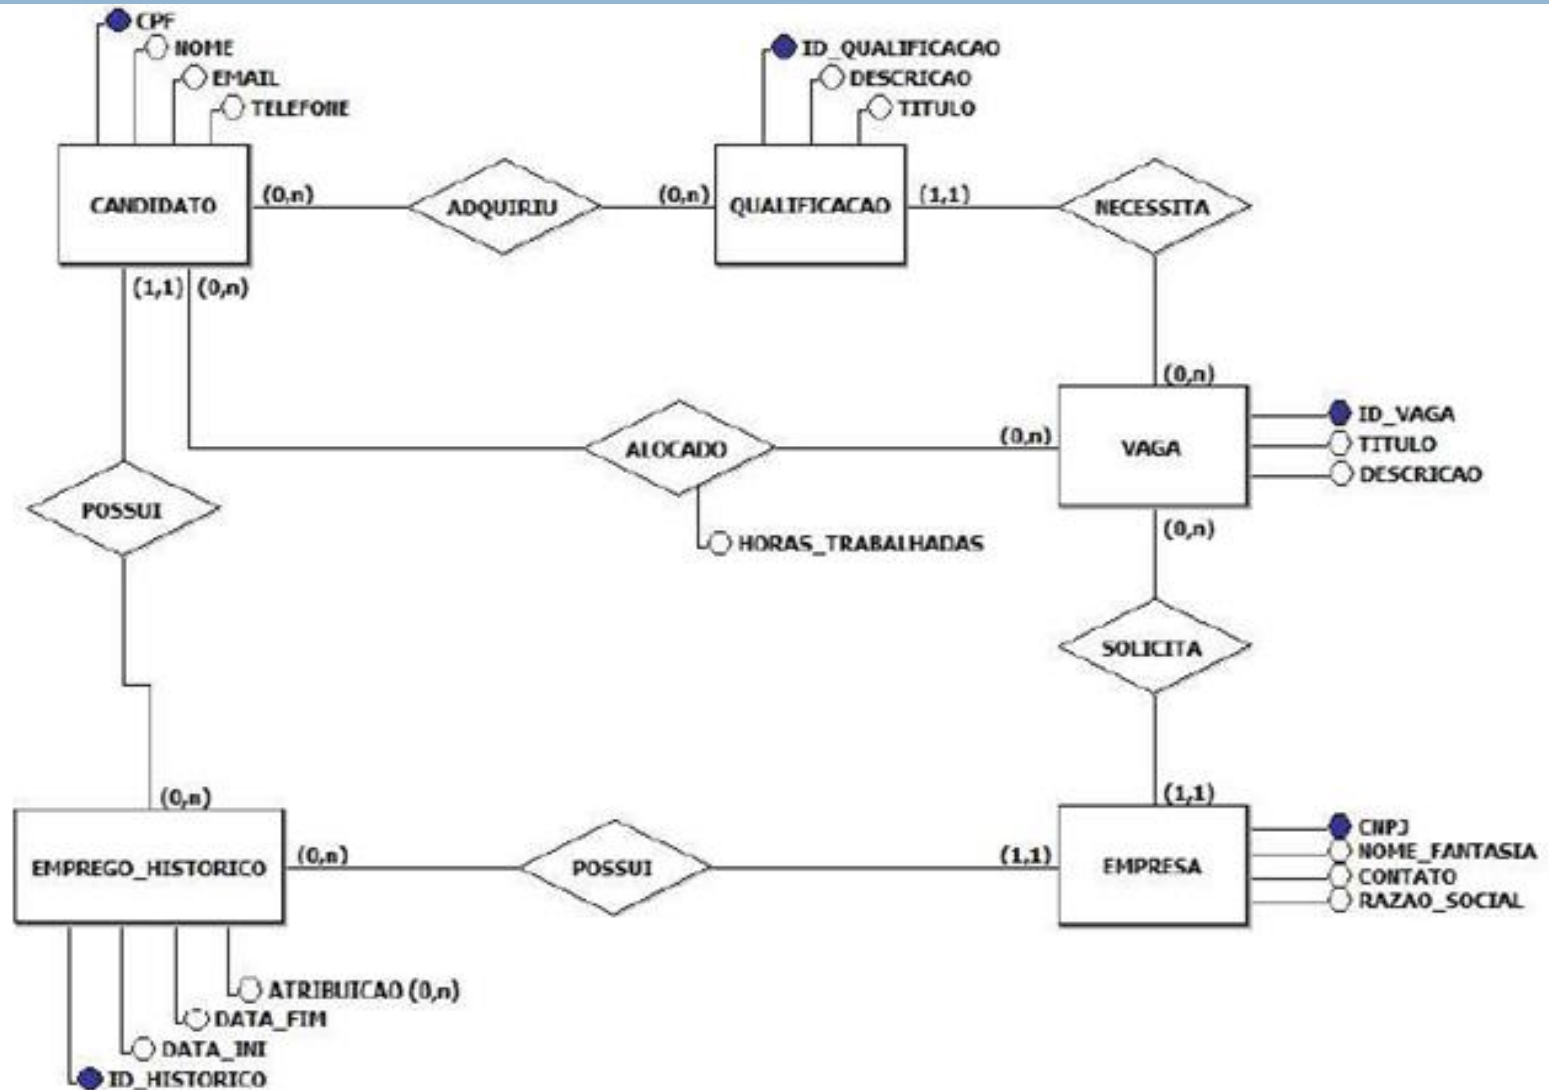 CPF
NOME
EMAIL
TELEFONE
ID_QUALIFICACAO
DESCRICAO
TITULO
CANDIDATO
(0,n)
ADQUIRIU
(0,n)
QUALIFICACAO
(1,1)
NECESSITA
(1,1)
(0,n)
(0,n)
ALOCADO
(0,n)
VAGA
ID_VAGA
TITULO
DESCRICAO
POSSUI
HORAS_TRABALHADAS
(0,n)
SOLICITA
(0,n)
(1,1)
EMPREGO_HISTORICO
(0,n)
POSSUI
(1,1)
EMPRESA
CNPJ
NOME_FANTASIA
CONTATO
RAZAO_SOCIAL
ATRIBUICAO (0,n)
DATA_FIM
DATA_INI
ID_HISTORICO